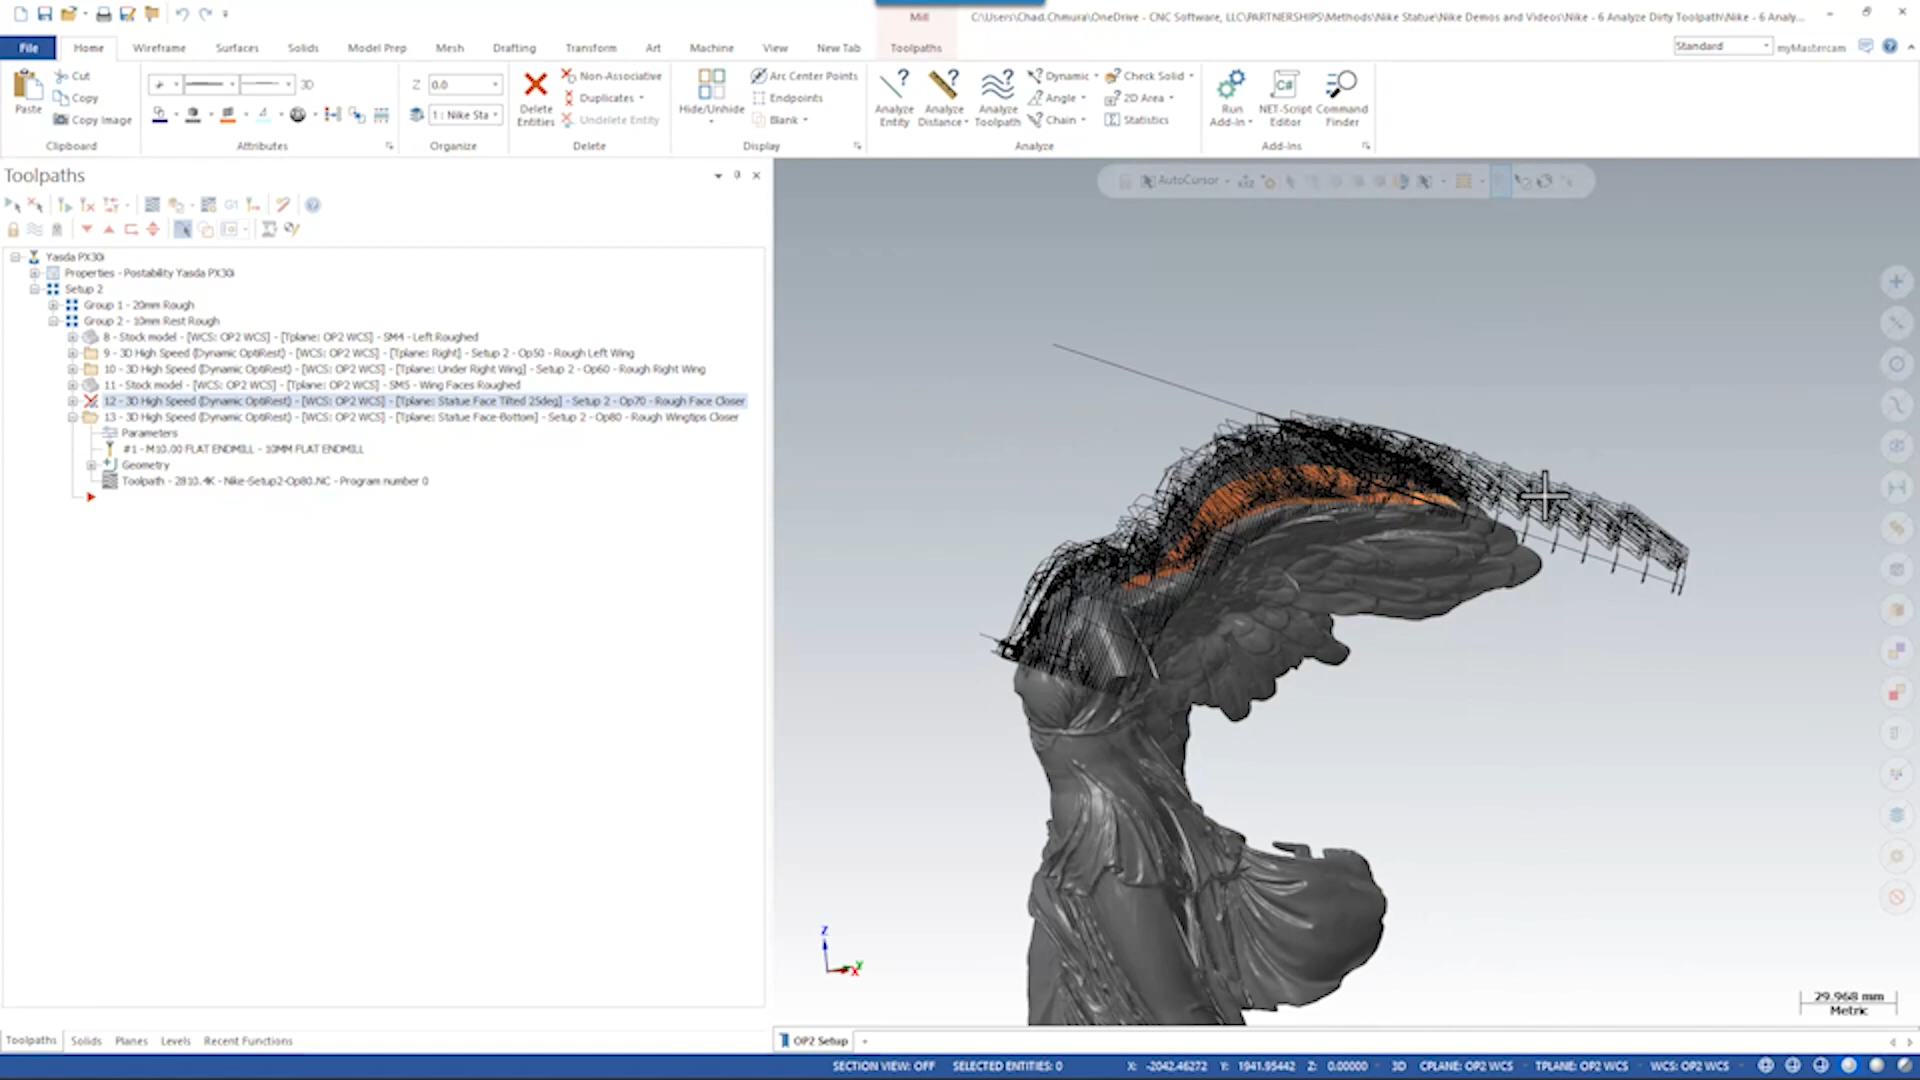 Mill
C:\Users\Chad.Chmura\OneDrive - CNC Software, LLC\PARTNERSHIPS\Methods\Nike Statue\Nike Demos and Videos\Nike - 6 Analyze Dirty Toolpath\Nike - 6 Analy...
File Home Wireframe Surfaces Solids Model Prep Mesh Drafting Transform Art Machine View New Tab Toolpaths Standard myMastercam
Paste
Cut
Copy
Copy Image
Clipboard
3D
Attributes
Z 0.0
1 : Nike Sta
Organize
Delete Entities
Non-Associative
Duplicates
Undelete Entity
Delete
Hide/Unhide
Arc Center Points
Endpoints
Blank
Display
Analyze Entity
Analyze Distance
Analyze Toolpath
Dynamic
Angle
Chain
Check Solid
2D Area
Statistics
Analyze
Run Add-In
NET-Script Editor
Command Finder
Add-Ins
Toolpaths
AutoCursor
G1
Yasda PX30i
Properties - Postability Yasda PX30i
Setup 2
Group 1 - 20mm Rough
Group 2 - 10mm Rest Rough
8 - Stock model - [WCS: OP2 WCS] - [Tplane: OP2 WCS] - SM4 - Left Roughed
9 - 3D High Speed (Dynamic OptiRest) - [WCS: OP2 WCS] - [Tplane: Right] - Setup 2 - Op50 - Rough Left Wing
10 - 3D High Speed (Dynamic OptiRest) - [WCS: OP2 WCS] - [Tplane: Under Right Wing] - Setup 2 - Op60 - Rough Right Wing
11 - Stock model - [WCS: OP2 WCS] - [Tplane: OP2 WCS] - SM5 - Wing Faces Roughed
12 - 3D High Speed (Dynamic OptiRest) - [WCS: OP2 WCS] - [Tplane: Statue Face Tilted 25deg] - Setup 2 - Op70 - Rough Face Closer
13 - 3D High Speed (Dynamic OptiRest) - [WCS: OP2 WCS] - [Tplane: Statue Face-Bottom] - Setup 2 - Op80 - Rough Wingtips Closer
Parameters
#1 - M10.00 FLAT ENDMILL - 10MM FLAT ENDMILL
Geometry
Toolpath - 2810.4K - Nike-Setup2-Op80.NC - Program number 0
Z
Y
X
29.968 mm
Metric
Toolpaths Solids Planes Levels Recent Functions
OP2 Setup
SECTION VIEW: OFF SELECTED ENTITIES: 0 X: -2042.46272 Y: 1941.95442 Z: 0.00000 3D CPLANE: OP2 WCS TPLANE: OP2 WCS WCS: OP2 WCS